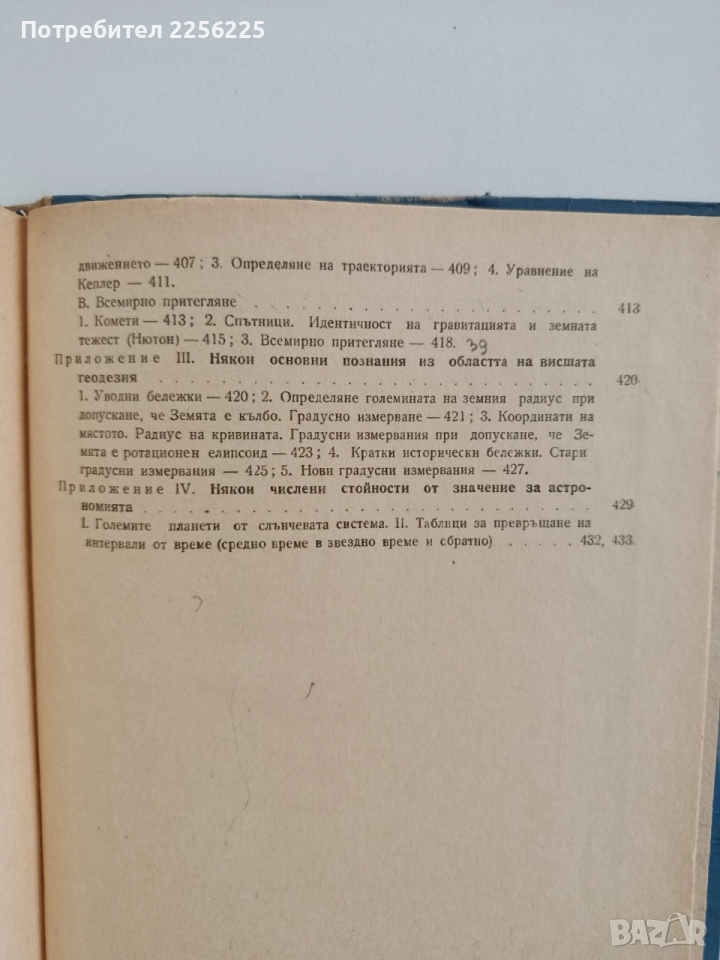 Потребител 2256225
движението — 407 ; 3. Определяне на траекторията — 409 ; 4. Уравнение на
Кеплер — 411.
В. Всемирно притегляне . . . . . . . . . . . . . . . . . . . . 413
1. Комети — 413 ; 2. Спътници. Идентичност на гравитацията и земната
тежест (Нютон) — 415 ; 3. Всемирно притегляне — 418. 39
Приложение III. Някои основни познания из областта на висшата
геодезия . . . . . . . . . . . . . . . . . . . . . . . . 420
1. Уводни бележки — 420 ; 2. Определяне големината на земния радиус при
допускане, че Земята е кълбо. Градусно измерване — 421 ; 3. Координати на
мястото. Радиус на кривината. Градусни измервания при допускане, че Зе-
мята е ротационен елипсоид — 423 ; 4. Кратки исторически бележки. Стари
градусни измервания — 425 ; 5. Нови градусни измервания — 427.
Приложение IV. Някои числени стойности от значение за астро-
номията . . . . . . . . . . . . . . . . . . . . . . . . 429
I. Големите планети от слънчевата система. II. Таблици за превръщане на
интервали от време (средно време в звездно време и обратно) . . . . . 432, 433
BAZAR